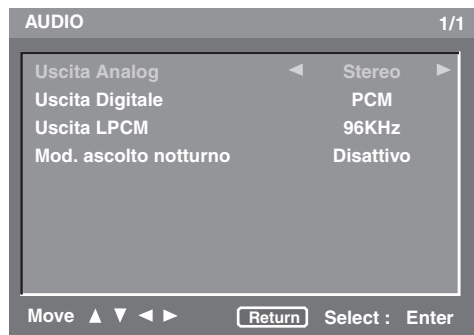 AUDIO 1/1
Uscita Analog ◀ Stereo ▶
Uscita Digitale PCM
Uscita LPCM 96KHz
Mod. ascolto notturno Disattivo
Move ▲ ▼ ◀ ▶ Return Select : Enter